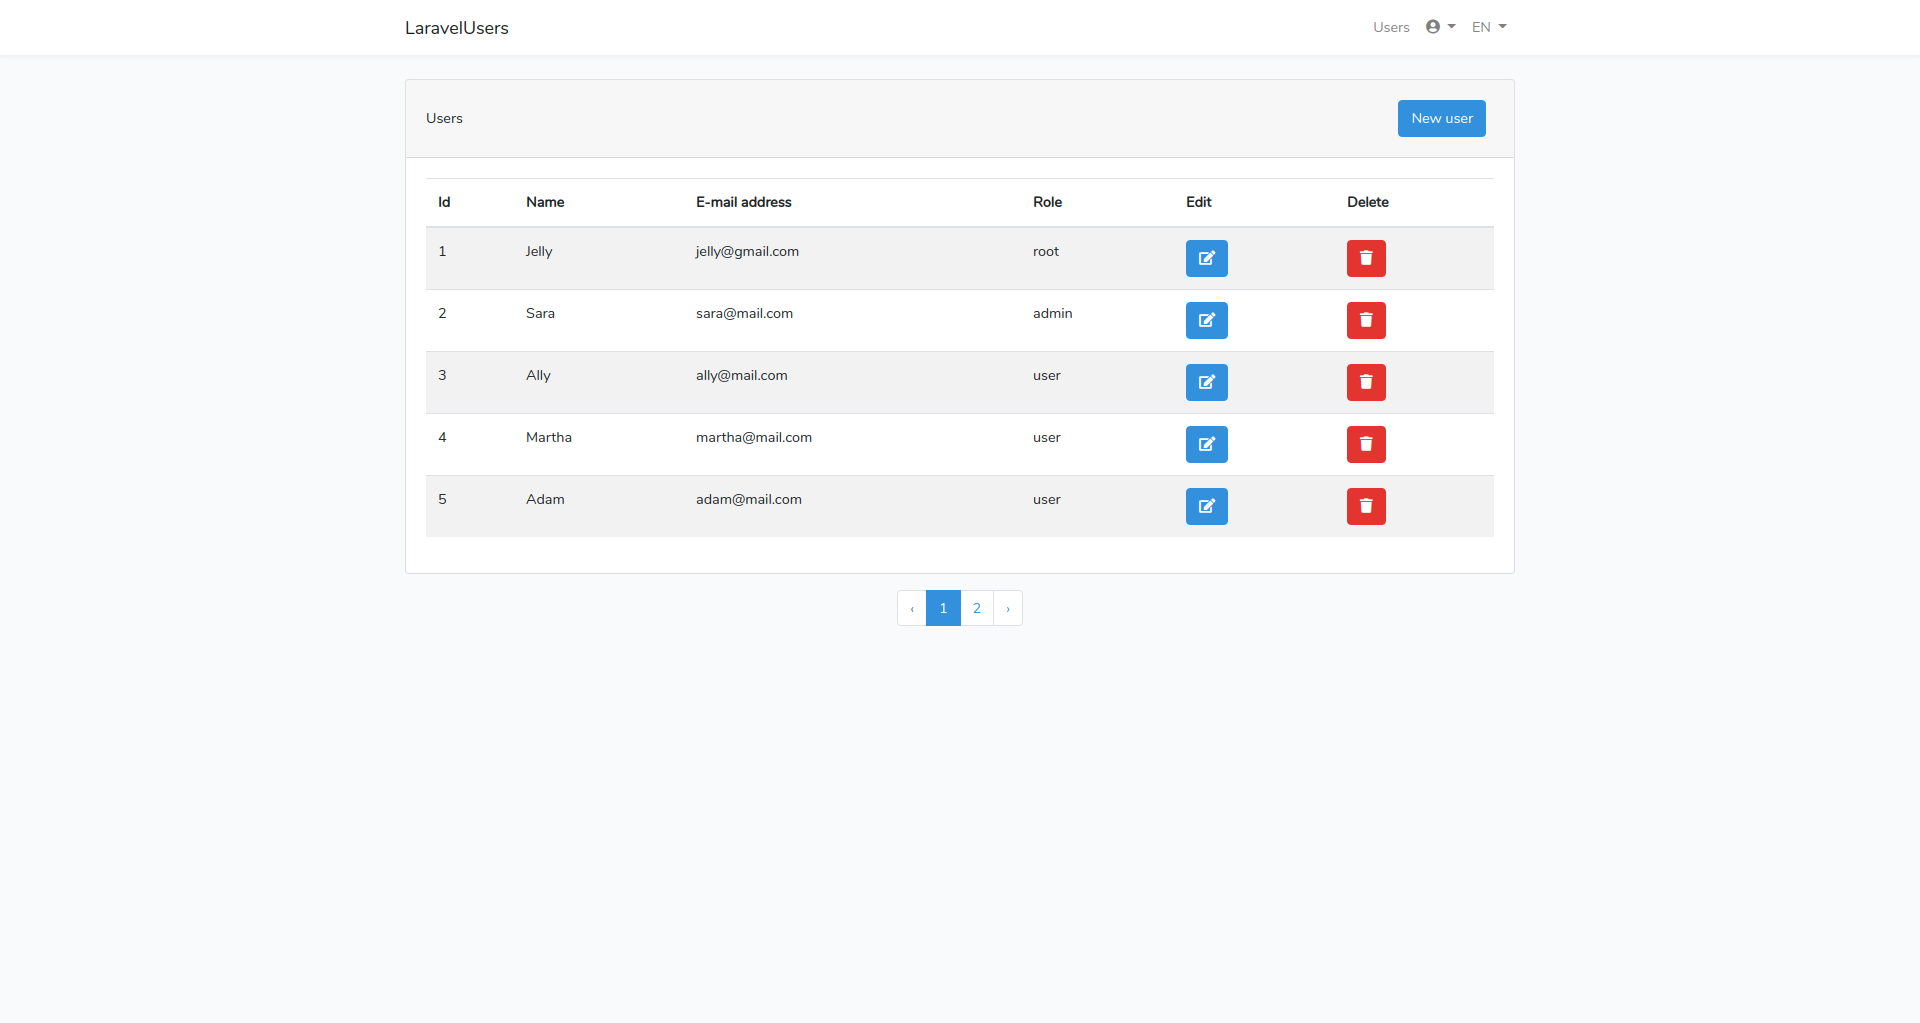 LaravelUsers Users EN
Users New user
Id Name E-mail address Role Edit Delete
1 Jelly jelly@gmail.com root
2 Sara sara@mail.com admin
3 Ally ally@mail.com user
4 Martha martha@mail.com user
5 Adam adam@mail.com user
‹ 1 2 ›